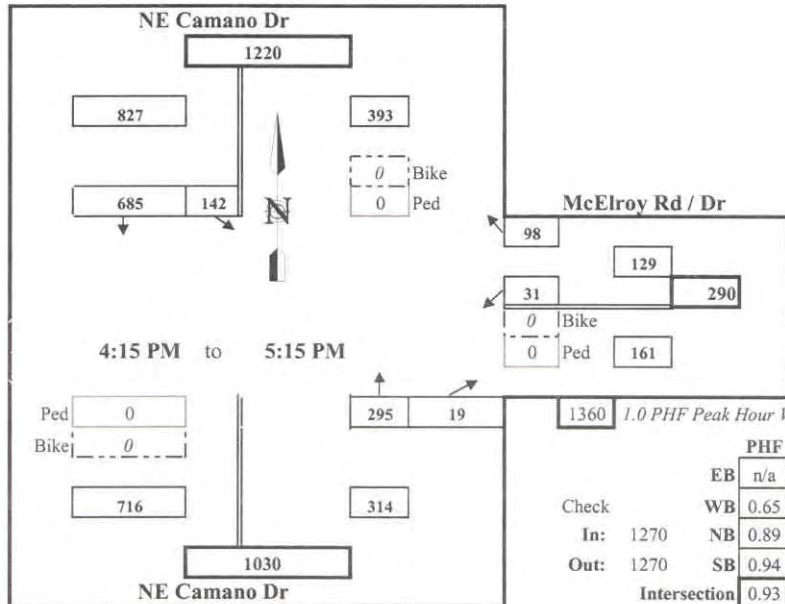 NE Camano Dr
1220
827 393
0 Bike
685 142 N 0 Ped
McElroy Rd / Dr
98
129
31 290
0 Bike
4:15 PM to 5:15 PM
0 Ped 161
Ped 0 295 19
1360 1.0 PHF Peak Hour
Bike 0
PHF
EB n/a
716 314
Check WB 0.65
In: 1270 NB 0.89
1030
Out: 1270 SB 0.94
NE Camano Dr
Intersection 0.93